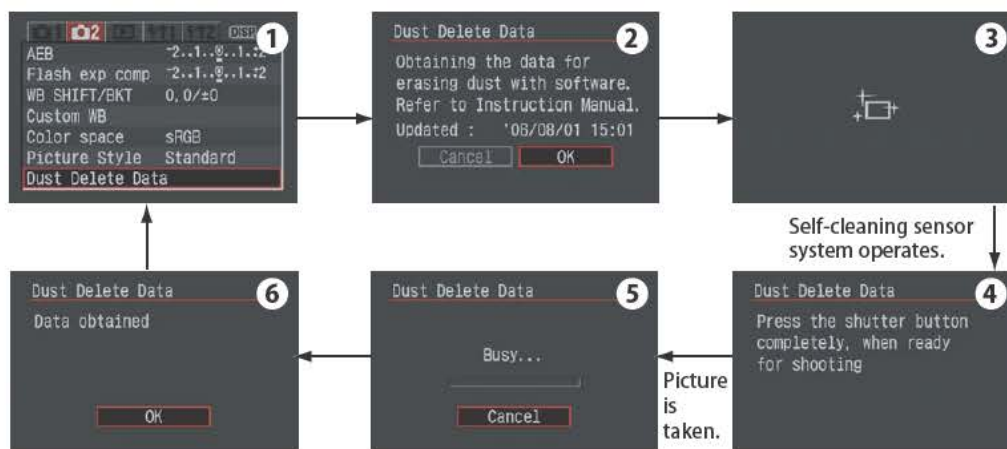 2
DISP
1
AEB -2..1..0..1..+2
Flash exp comp -2..1..0..1..+2
WB SHIFT/BKT 0,0/±0
Custom WB
Color space sRGB
Picture Style Standard
Dust Delete Data
Dust Delete Data
2
Obtaining the data for
erasing dust with software.
Refer to Instruction Manual.
Updated : '06/08/01 15:01
Cancel OK
3
Self-cleaning sensor
system operates.
Dust Delete Data
4
Press the shutter button
completely, when ready
for shooting
Picture
is
taken.
Dust Delete Data
5
Busy...
Cancel
Dust Delete Data
6
Data obtained
OK